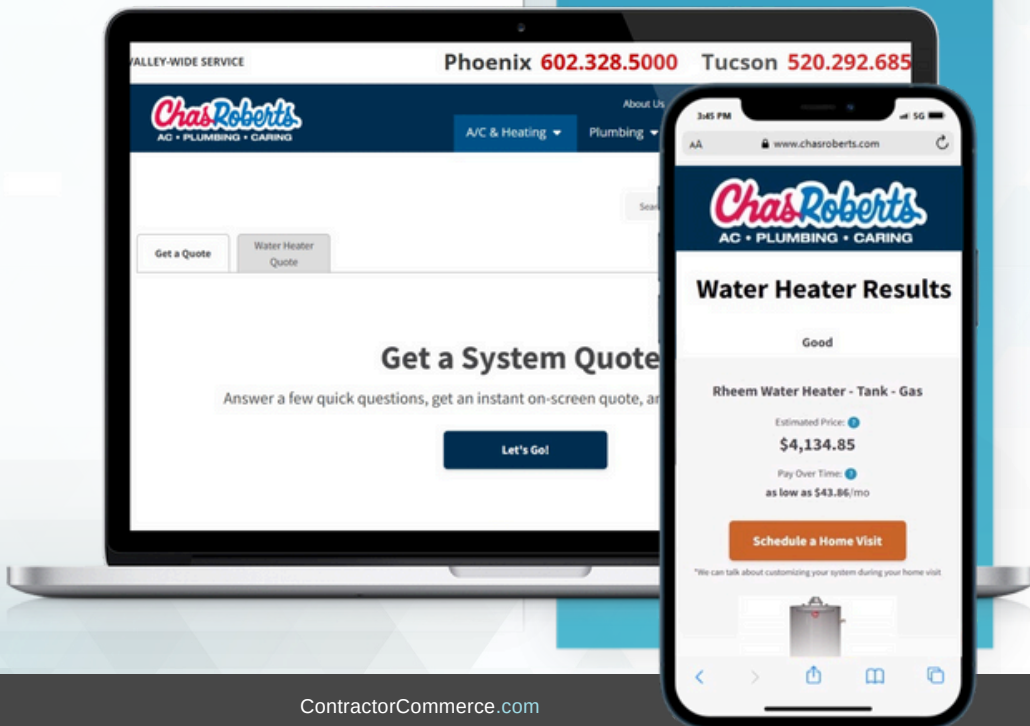 VALLEY-WIDE SERVICE
Phoenix 602.328.5000 Tucson 520.292.685
ChasRoberts
AC • PLUMBING • CARING
About Us
A/C & Heating
Plumbing
Get a Quote
Water Heater
Quote
Get a System Quote
Answer a few quick questions, get an instant on-screen quote,
Let's Go!
3:45 PM
5G
AA
www.chasroberts.com
ChasRoberts
AC • PLUMBING • CARING
Water Heater Results
Good
Rheem Water Heater - Tank - Gas
Estimated Price: ?
$4,134.85
Pay Over Time: ?
as low as $43.86/mo
Schedule a Home Visit
*We can talk about customizing your system during your home visit
ContractorCommerce.com